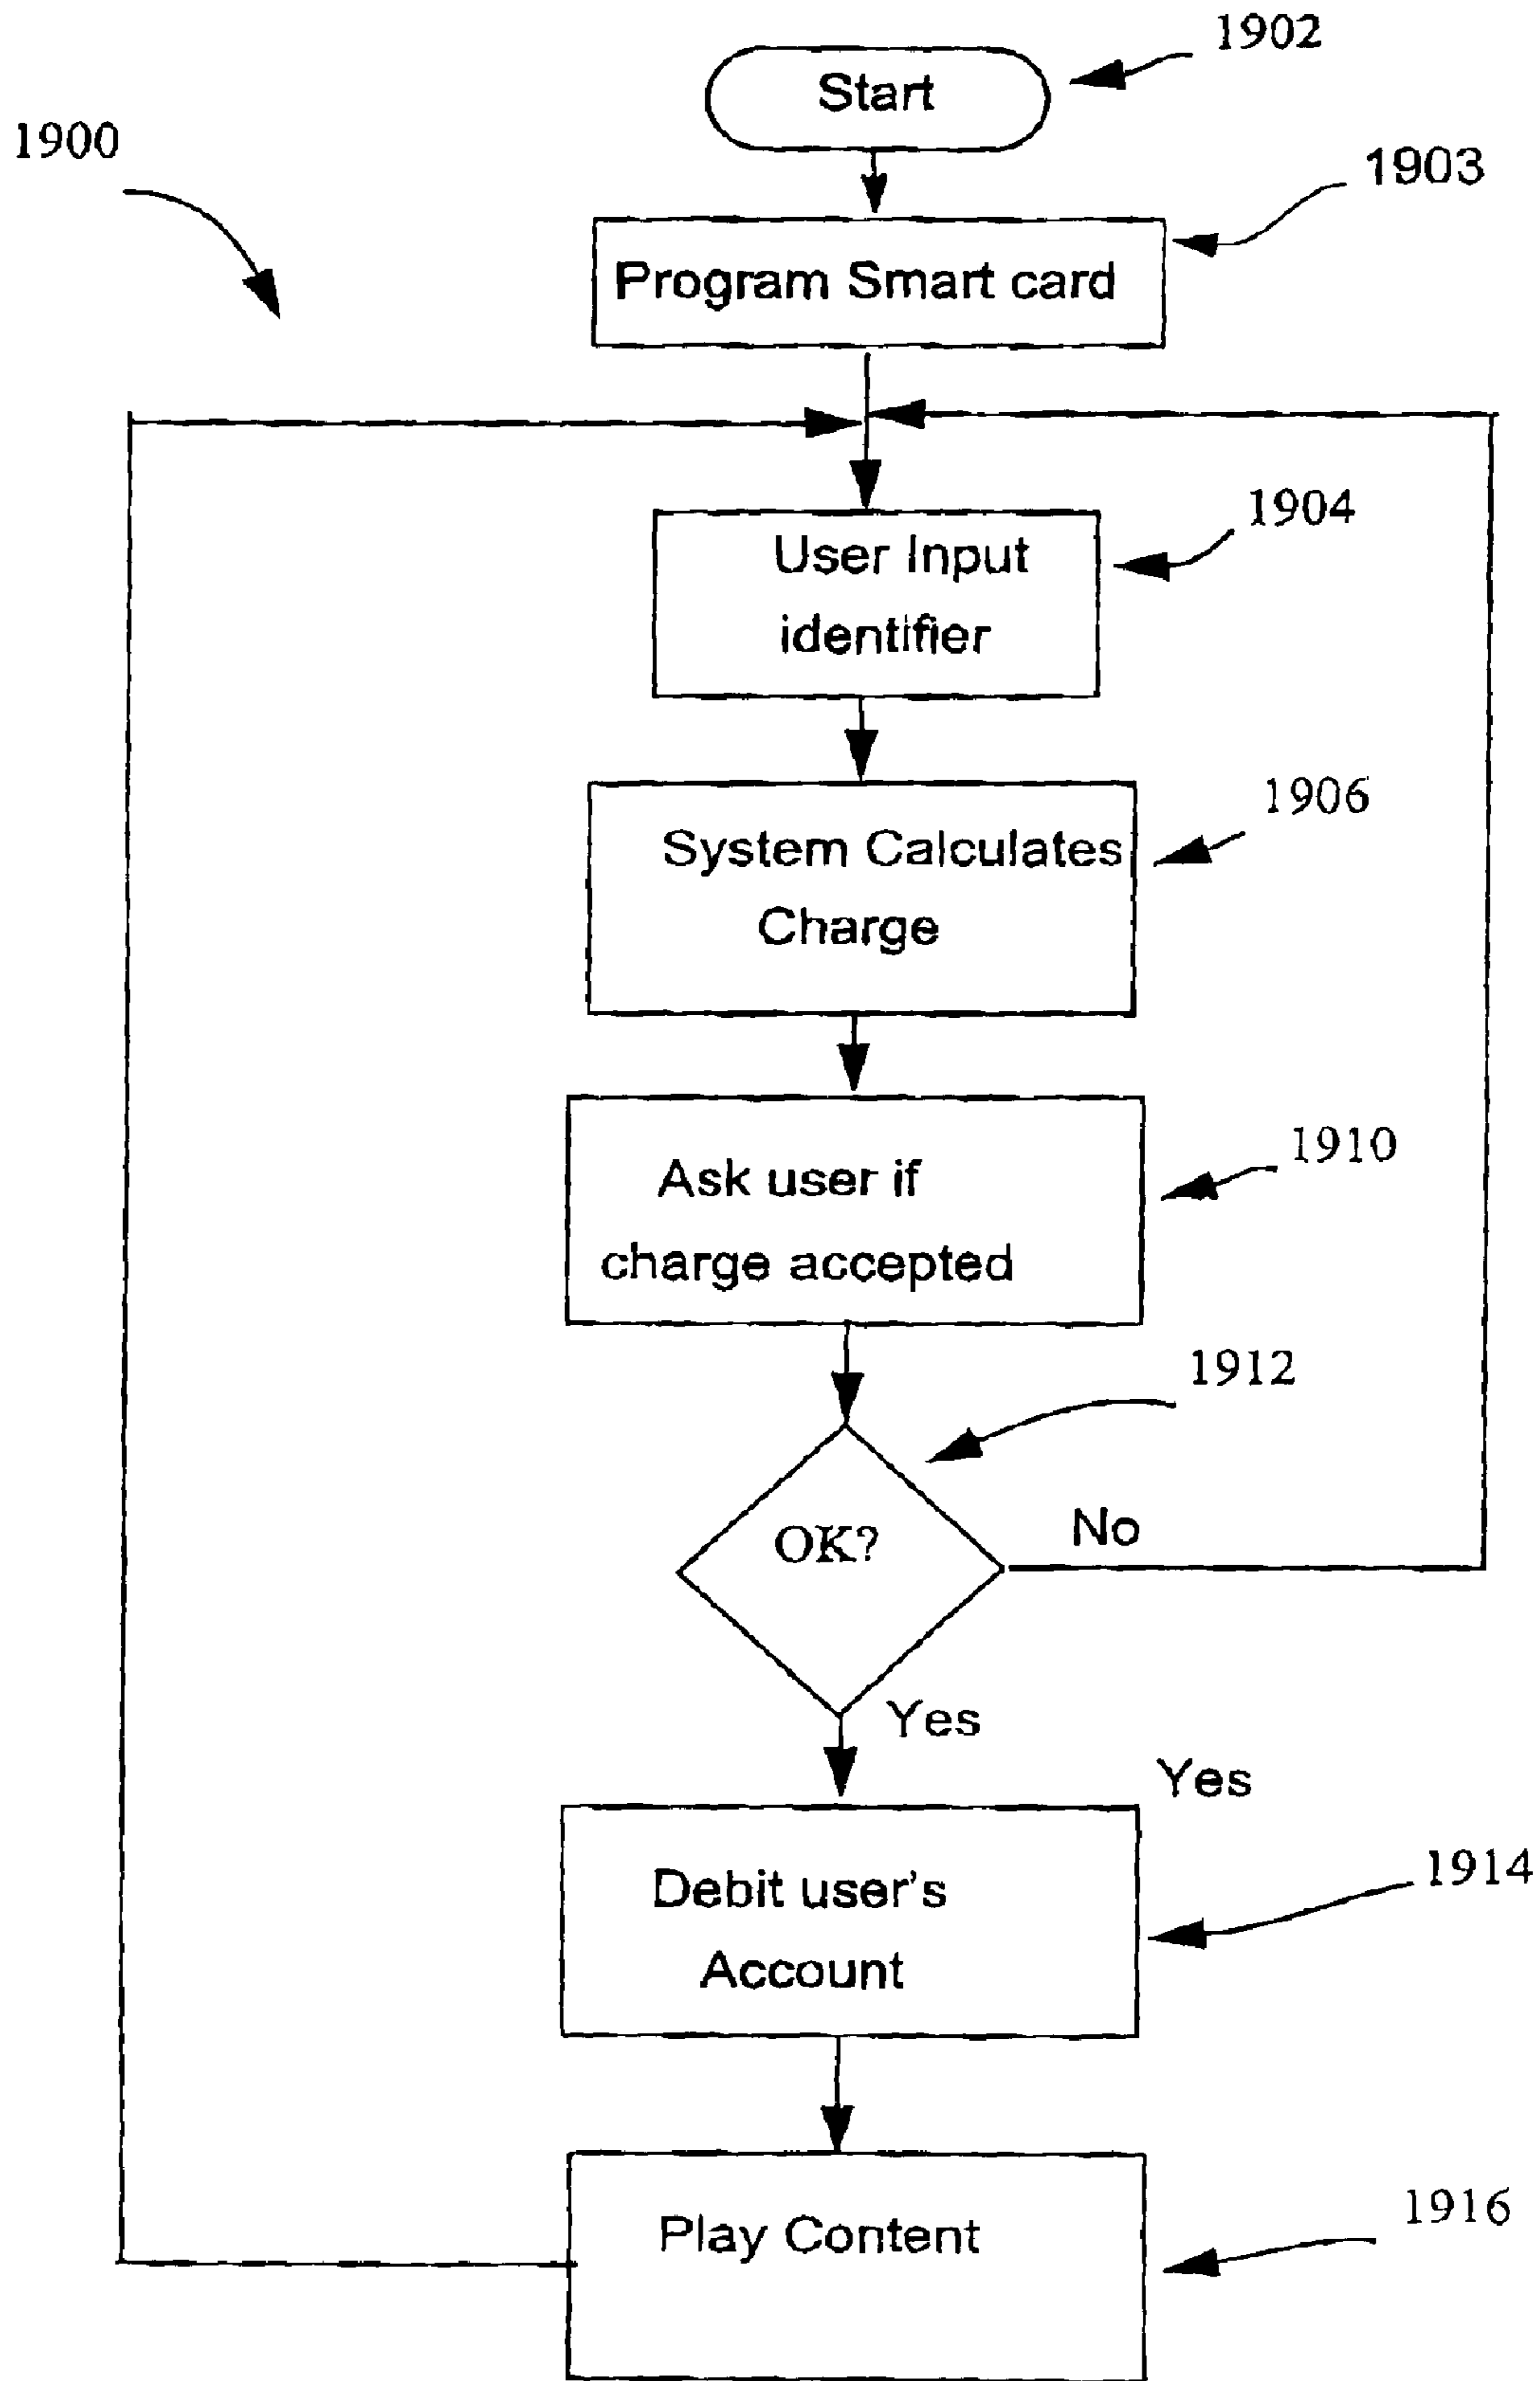 1902
Start
1900
1903
Program Smart card
1904
User Input
identifier
1906
System Calculates
Charge
1910
Ask user if
charge accepted
1912
OK?
No
Yes
Yes
1914
Debit user's
Account
1916
Play Content